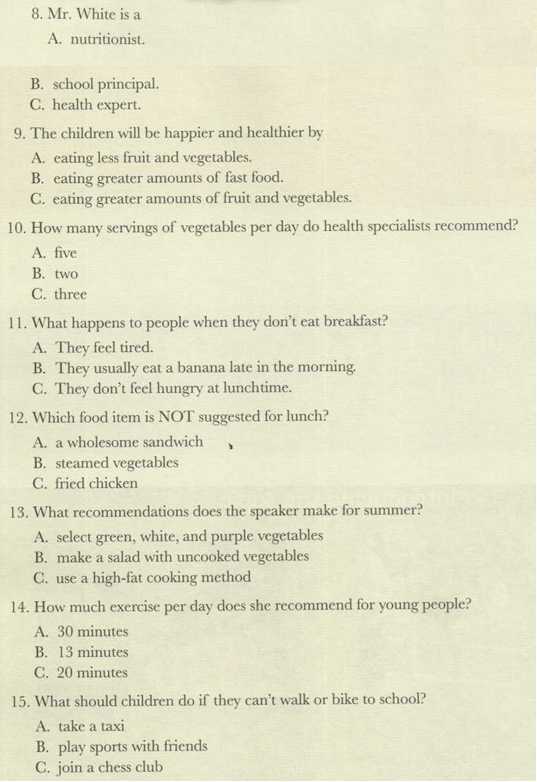 8. Mr. White is a
A. nutritionist.
B. school principal.
C. health expert.
9. The children will be happier and healthier by
A. eating less fruit and vegetables.
B. eating greater amounts of fast food.
C. eating greater amounts of fruit and vegetables.
10. How many servings of vegetables per day do health specialists recommend?
A. five
B. two
C. three
11. What happens to people when they don't eat breakfast?
A. They feel tired.
B. They usually eat a banana late in the morning.
C. They don't feel hungry at lunchtime.
12. Which food item is NOT suggested for lunch?
A. a wholesome sandwich
B. steamed vegetables
C. fried chicken
13. What recommendations does the speaker make for summer?
A. select green, white, and purple vegetables
B. make a salad with uncooked vegetables
C. use a high-fat cooking method
14. How much exercise per day does she recommend for young people?
A. 30 minutes
B. 13 minutes
C. 20 minutes
15. What should children do if they can't walk or bike to school?
A. take a taxi
B. play sports with friends
C. join a chess club